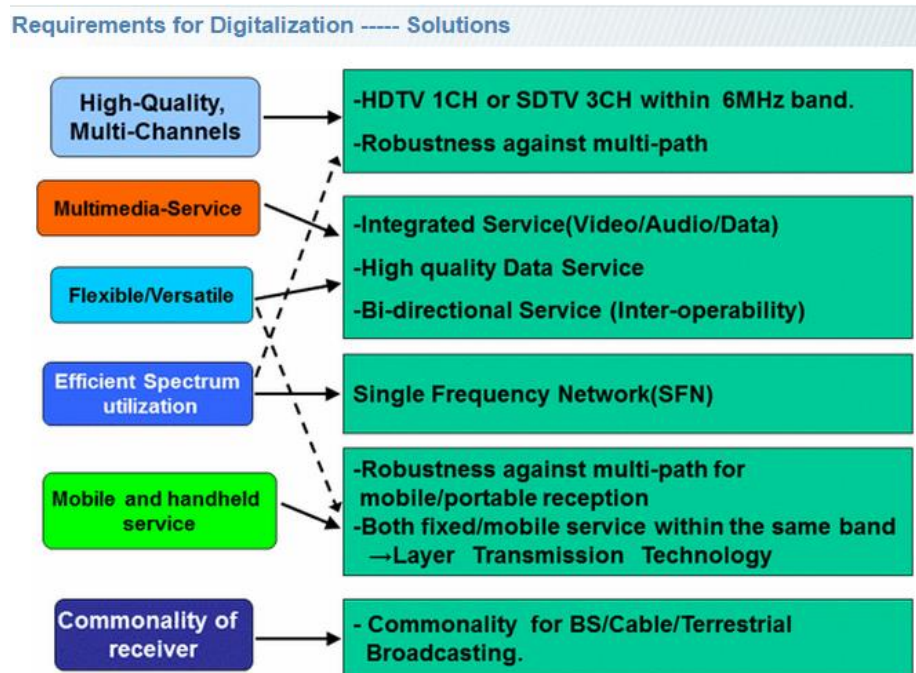 Requirements for Digitalization ----- Solutions
High-Quality,
Multi-Channels
-HDTV 1CH or SDTV 3CH within 6MHz band.
-Robustness against multi-path
Multimedia-Service
-Integrated Service(Video/Audio/Data)
-High quality Data Service
-Bi-directional Service (Inter-operability)
Flexible/Versatile
Efficient Spectrum
utilization
Single Frequency Network(SFN)
Mobile and handheld
service
-Robustness against multi-path for
mobile/portable reception
-Both fixed/mobile service within the same band
→Layer Transmission Technology
Commonality of
receiver
- Commonality for BS/Cable/Terrestrial
Broadcasting.